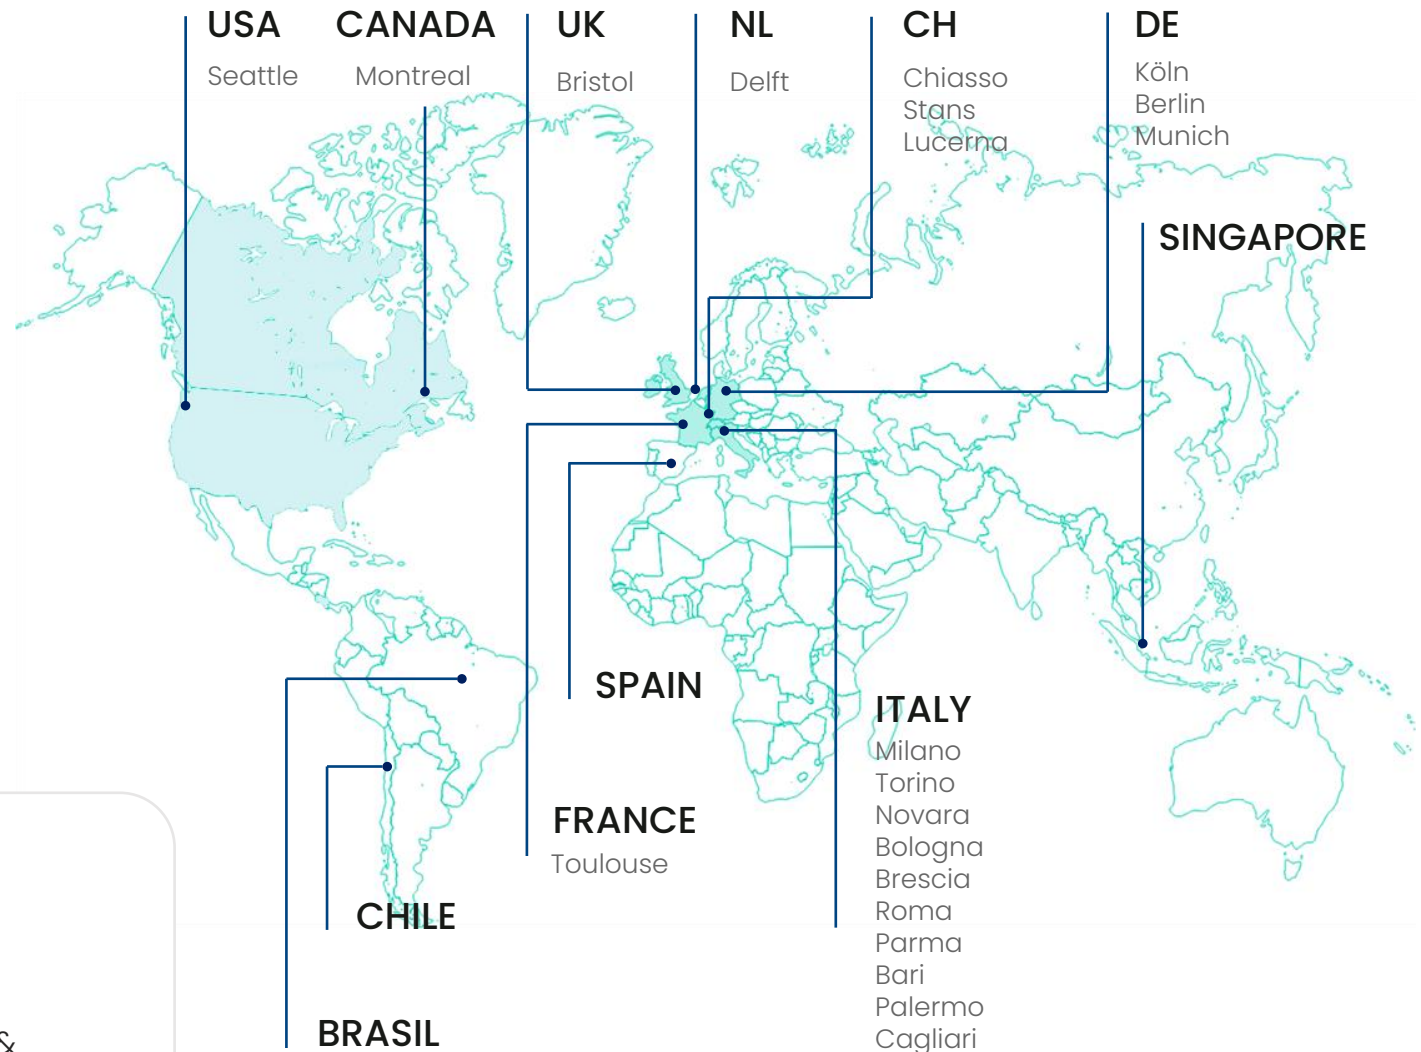 USA
Seattle
CANADA
Montreal
UK
Bristol
NL
Delft
CH
Chiasso
Stans
Lucerna
DE
Köln
Berlin
Munich
SINGAPORE
SPAIN
ITALY
Milano
Torino
Novara
Bologna
Brescia
Roma
Parma
Bari
Palermo
Cagliari
FRANCE
Toulouse
CHILE
BRASIL
&